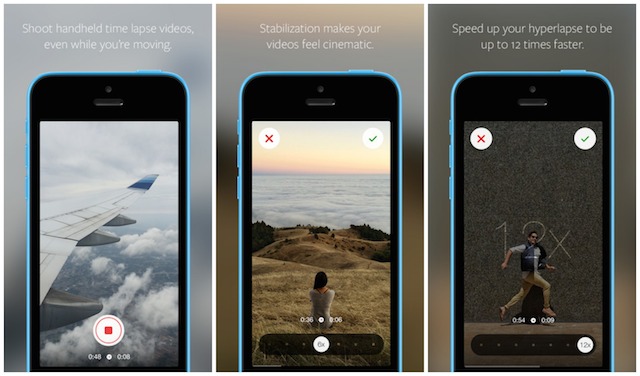 Shoot handheld time lapse videos,
even while you're moving.
0:48 0:08
Stabilization makes your
videos feel cinematic.
0:36 0:06
6x
Speed up your hyperlapse to be
up to 12 times faster.
12X
0:54 0:09
12x